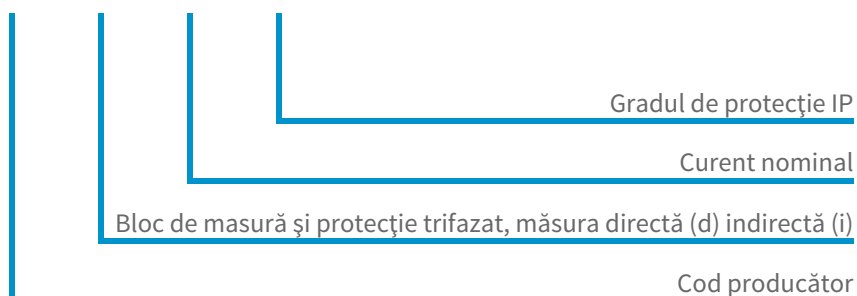 Gradul de protecţie IP
Curent nominal
Bloc de masură şi protecţie trifazat, măsura directă (d) indirectă (i)
Cod producător